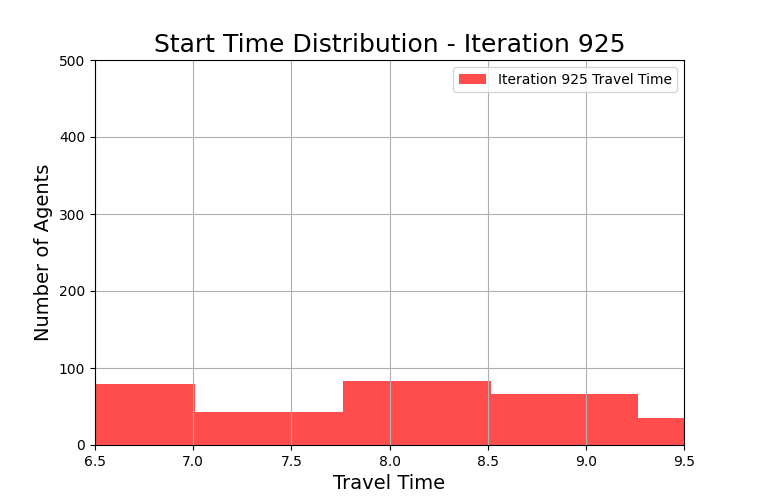 Start Time Distribution - Iteration 925
Iteration 925 Travel Time
Number of Agents
500
400
300
200
100
0
6.5 7.0 7.5 8.0 8.5 9.0 9.5
Travel Time